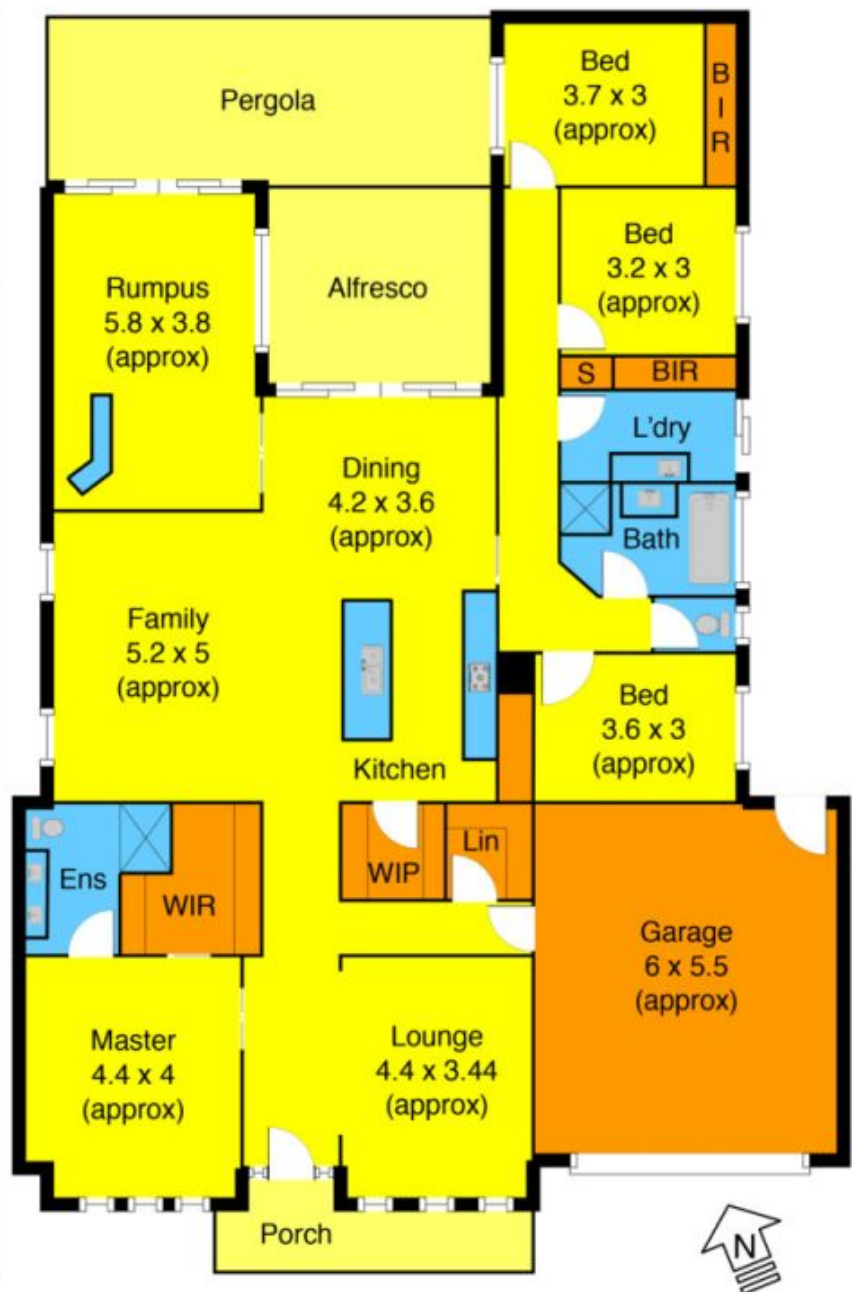 Pergola
Bed
3.7 x 3
(approx)
B
I
R
Rumpus
5.8 x 3.8
(approx)
Alfresco
Bed
3.2 x 3
(approx)
S
BIR
L'dry
Dining
4.2 x 3.6
(approx)
Bath
Family
5.2 x 5
(approx)
Bed
3.6 x 3
(approx)
Kitchen
Ens
WIR
WIP
Lin
Garage
6 x 5.5
(approx)
Master
4.4 x 4
(approx)
Lounge
4.4 x 3.44
(approx)
Porch
N